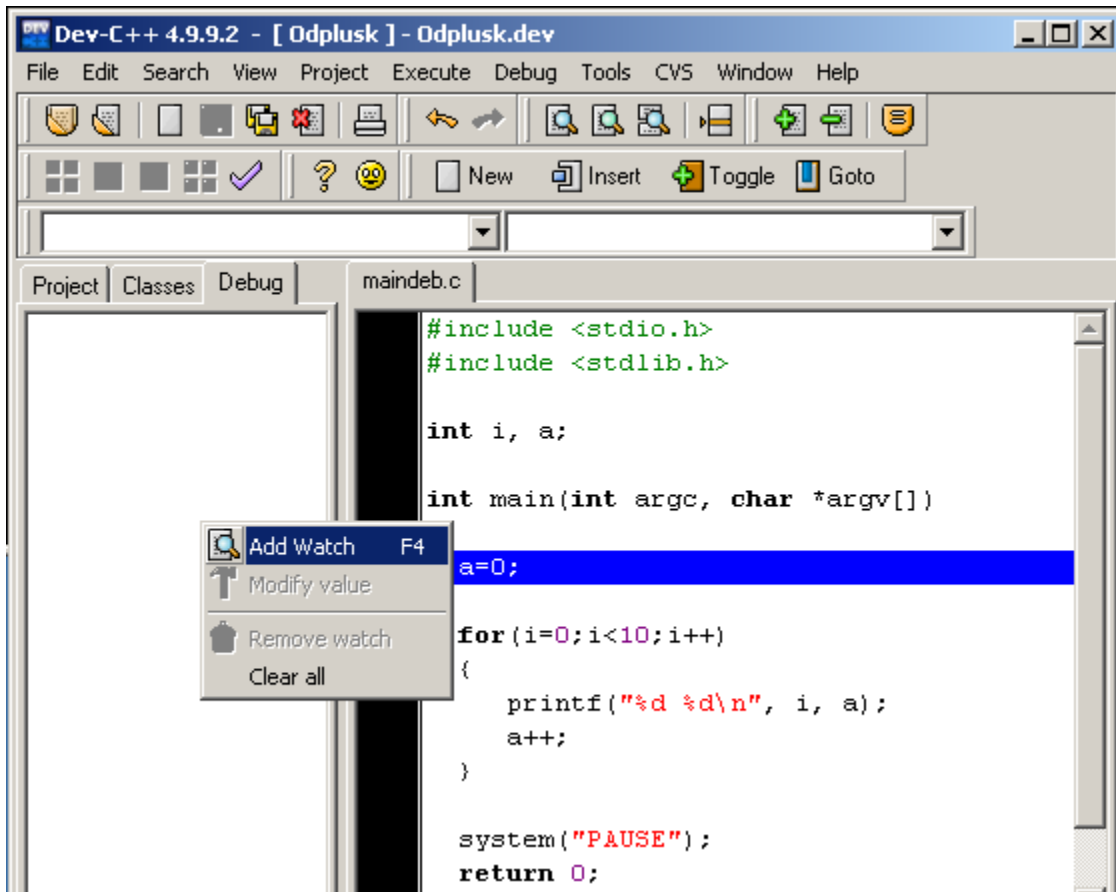 Dev-C++ 4.9.9.2 - [ Odplusk ] - Odplusk.dev
File Edit Search View Project Execute Debug Tools CVS Window Help
New Insert Toggle Goto
Project Classes Debug
maindeb.c
#include <stdio.h>
#include <stdlib.h>
int i, a;
int main(int argc, char *argv[])
a=0;
for(i=0;i<10;i++)
{
printf("%d %d\n", i, a);
a++;
}
system("PAUSE");
return 0;
Add Watch F4
Modify value
Remove watch
Clear all